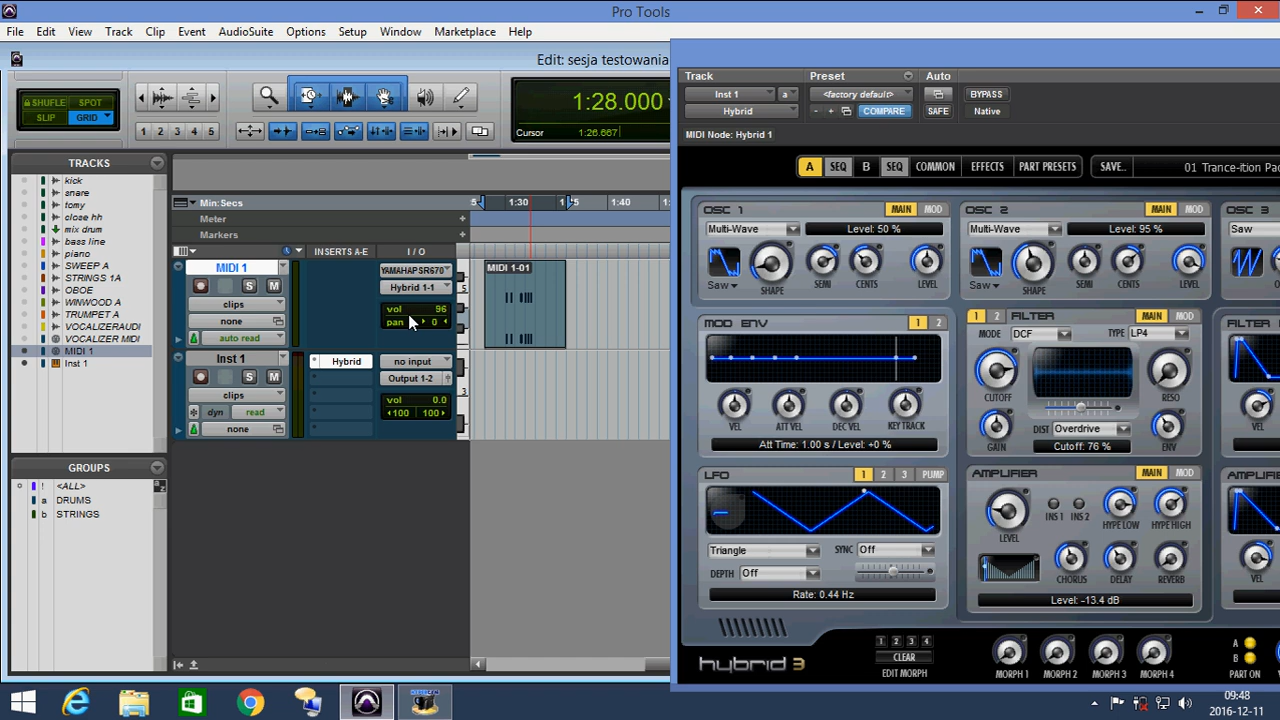 Pro Tools
File Edit View Track Clip Event AudioSuite Options Setup Window Marketplace Help
Edit: sesja testowania
SHUFFLE SPOT
SLIP GRID
1 2 3 4 5
1:28.000
Cursor 1:26.667
TRACKS
kick
snare
tomy
close hh
mix drum
bass line
piano
SWEEP A
STRINGS 1A
OBOE
WINWOOD A
TRUMPET A
VOCALIZERAUDI
VOCALIZER MIDI
MIDI 1
Inst 1
GROUPS
! <ALL>
a DRUMS
b STRINGS
Min:Secs 1:30 1:40
Meter
Markers
INSERTS A-E I / O
MIDI 1
S M
clips
none
auto read
YAMAHAPSR670
Hybrid 1-1
vol 96
pan 0
MIDI 1-01
Inst 1
S M
clips
dyn read
none
Hybrid
no input
Output 1-2
vol 0.0
100 100
Track Preset Auto
Inst 1 a <factory default> BYPASS
Hybrid - + COMPARE SAFE Native
MIDI Node: Hybrid 1
A SEQ B SEQ COMMON EFFECTS PART PRESETS SAVE.. 01 Trance-ition Pad
OSC 1 MAIN MOD
Multi-Wave Level: 50 %
Saw SHAPE SEMI CENTS LEVEL
OSC 2 MAIN MOD
Multi-Wave Level: 95 %
Saw SHAPE SEMI CENTS LEVEL
OSC 3
Saw
MOD ENV 1 2
VEL ATT VEL DEC VEL KEY TRACK
Att Time: 1.00 s / Level: +0 %
1 2 FILTER MAIN MOD
MODE DCF TYPE LP4
CUTOFF RESO
DIST Overdrive
GAIN ENV
Cutoff: 76 %
FILTER
CU
LFO 1 2 3 PUMP
Triangle SYNC Off
DEPTH Off
Rate: 0.44 Hz
AMPLIFIER MAIN MOD
LEVEL INS 1 INS 2 HYPE LOW HYPE HIGH
CHORUS DELAY REVERB
Level: -13.4 dB
AMPLIFI
VEL
hybrid 3
1 2 3 4
CLEAR
EDIT MORPH
MORPH 1 MORPH 2 MORPH 3 MORPH 4
A
B
PART ON
09:48
2016-12-11